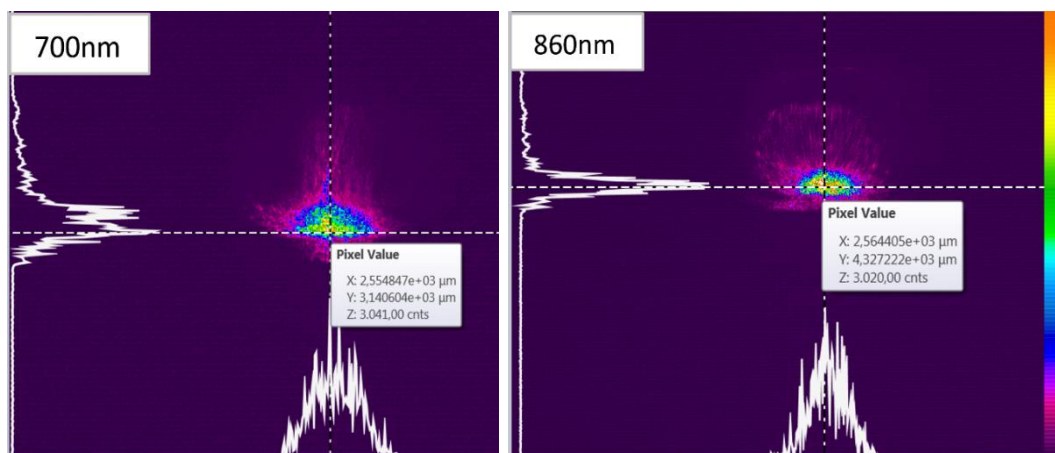 700nm
Pixel Value
X: 2,554847e+03 µm
Y: 3,140604e+03 µm
Z: 3.041,00 cnts
860nm
Pixel Value
X: 2,564405e+03 µm
Y: 4,327222e+03 µm
Z: 3.020,00 cnts